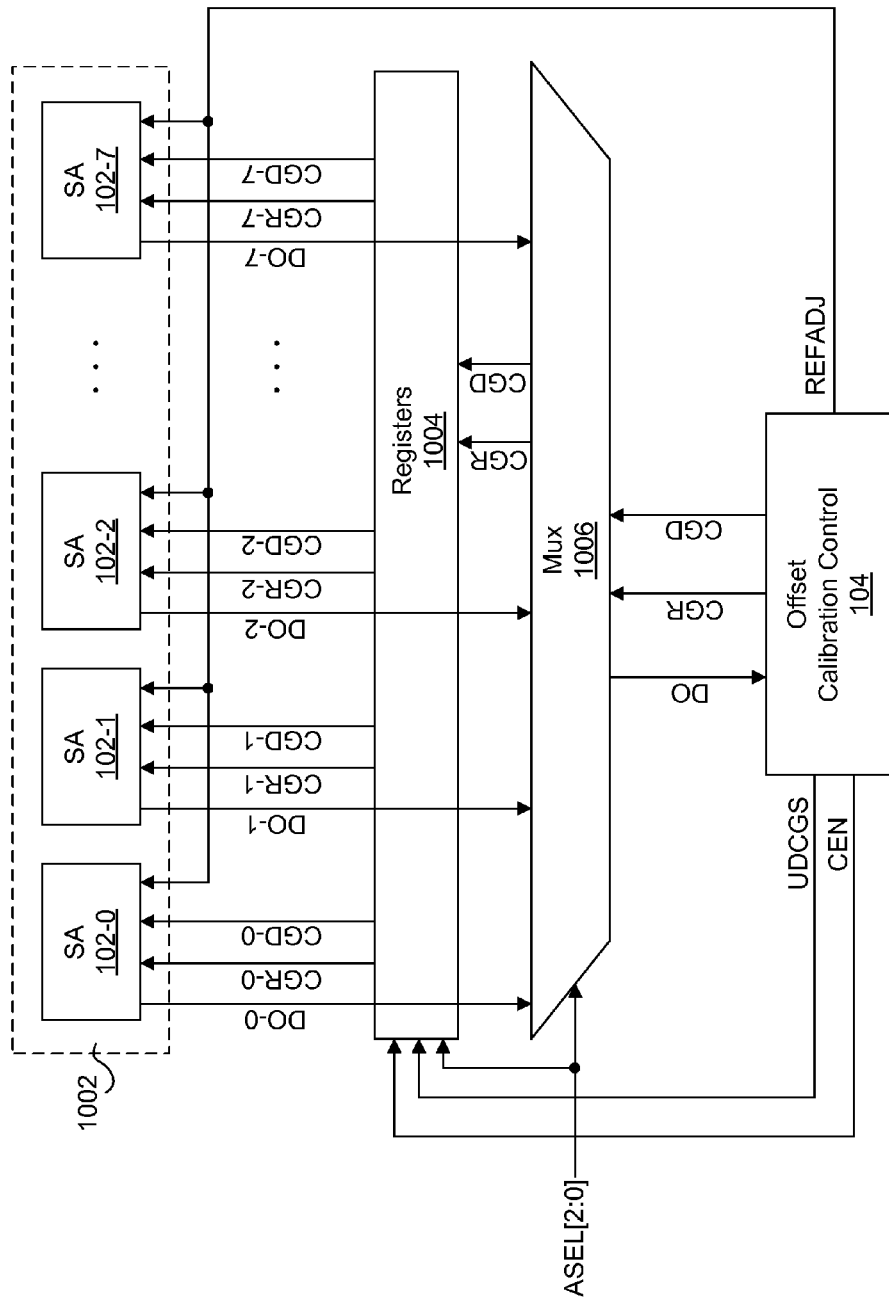 1002
SA
102-0
SA
102-1
SA
102-2
. . .
SA
102-7
DO-0
CGR-0
CGD-0
DO-1
CGR-1
CGD-1
DO-2
CGR-2
CGD-2
. . .
DO-7
CGR-7
CGD-7
Registers
1004
CGR
CGD
Mux
1006
ASEL[2:0]
DO
CGR
CGD
UDCGS
CEN
REFADJ
Offset
Calibration Control
104